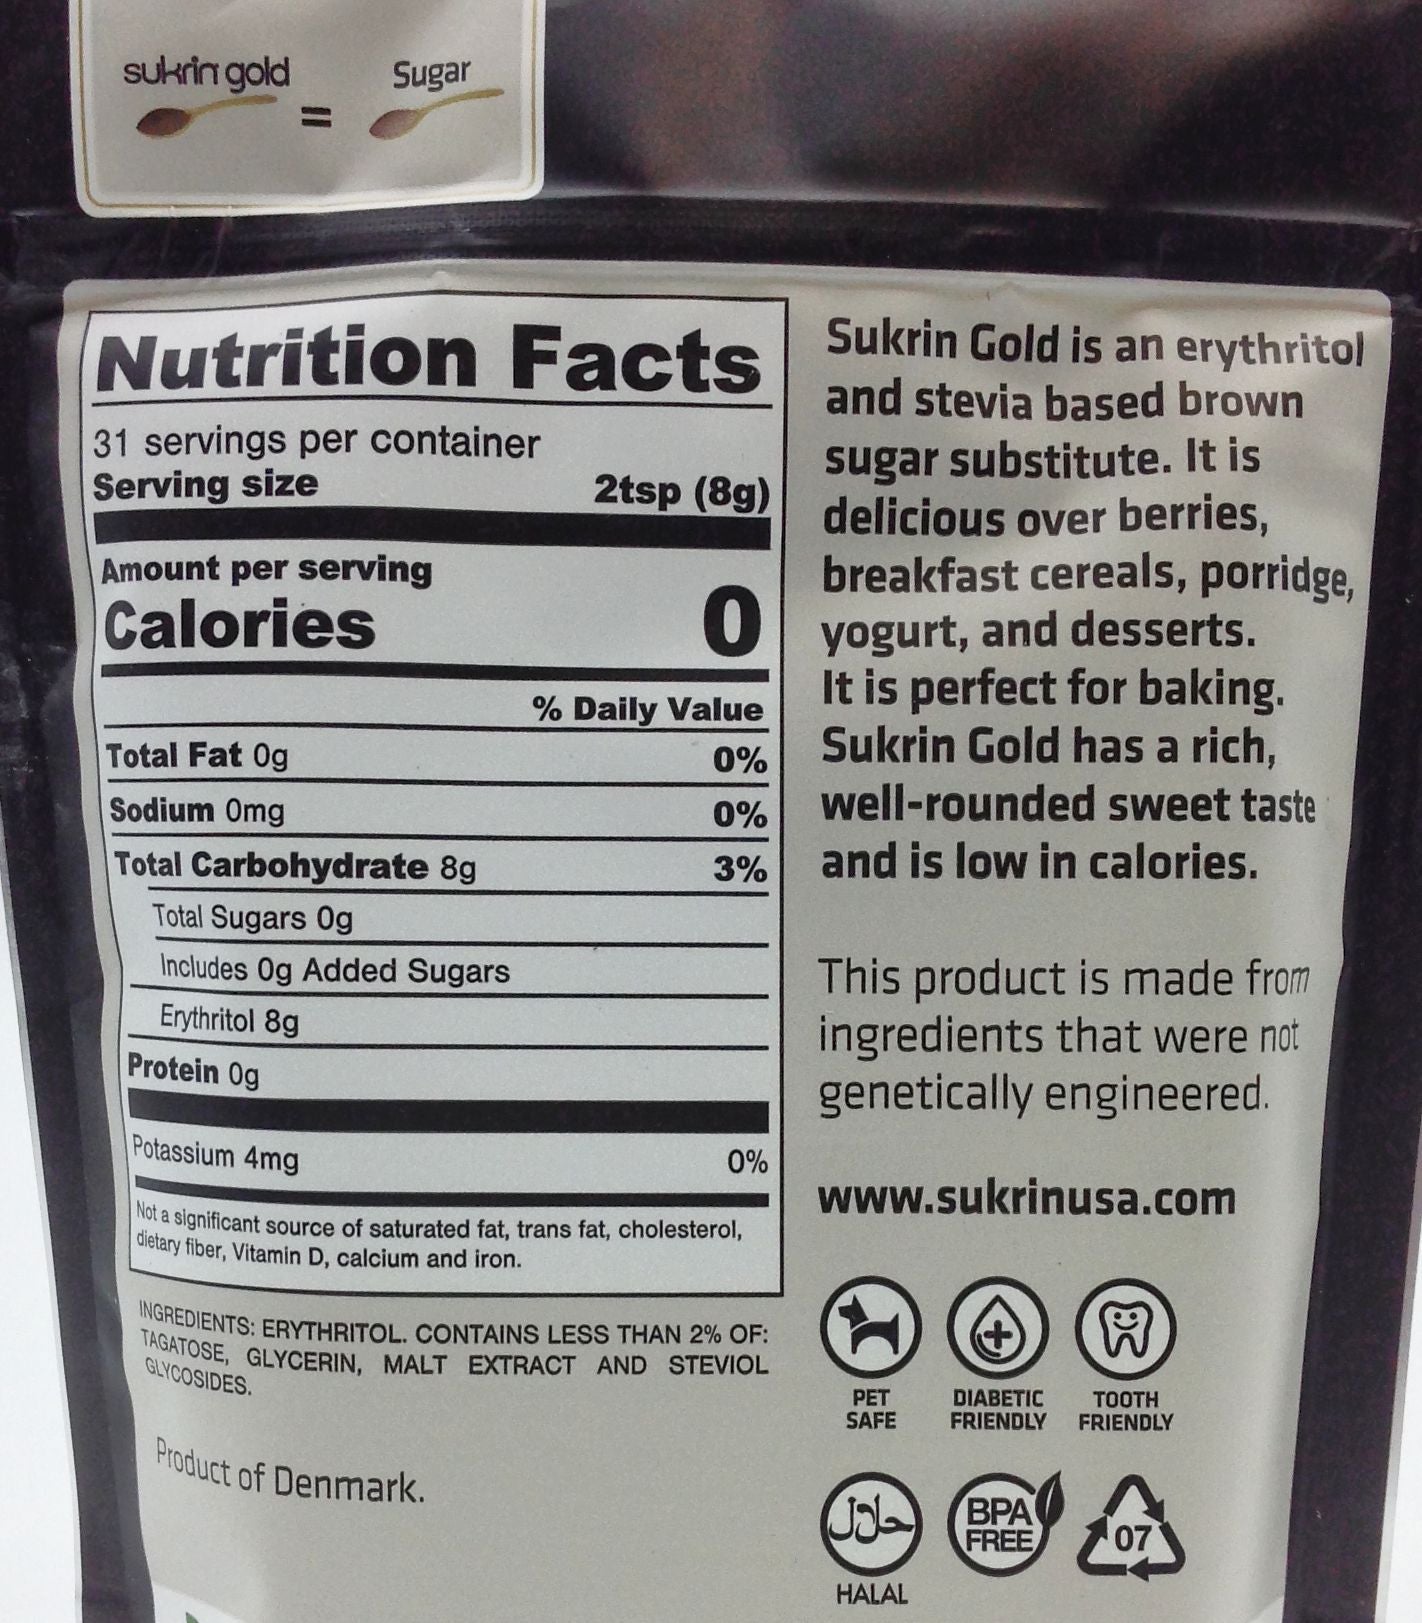 sukrin gold = Sugar
Nutrition Facts
31 servings per container
Serving size 2tsp (8g)
Amount per serving
Calories 0
% Daily Value
Total Fat 0g 0%
Sodium 0mg 0%
Total Carbohydrate 8g 3%
Total Sugars 0g
Includes 0g Added Sugars
Erythritol 8g
Protein 0g
Potassium 4mg 0%
Not a significant source of saturated fat, trans fat, cholesterol,
dietary fiber, Vitamin D, calcium and iron.
INGREDIENTS: ERYTHRITOL. CONTAINS LESS THAN 2% OF:
TAGATOSE, GLYCERIN, MALT EXTRACT AND STEVIOL
GLYCOSIDES.
Product of Denmark.
Sukrin Gold is an erythritol
and stevia based brown
sugar substitute. It is
delicious over berries,
breakfast cereals, porridge,
yogurt, and desserts.
It is perfect for baking.
Sukrin Gold has a rich,
well-rounded sweet taste
and is low in calories.
This product is made from
ingredients that were not
genetically engineered.
www.sukrinusa.com
PET
SAFE
DIABETIC
FRIENDLY
TOOTH
FRIENDLY
حلال
HALAL
BPA
FREE
07